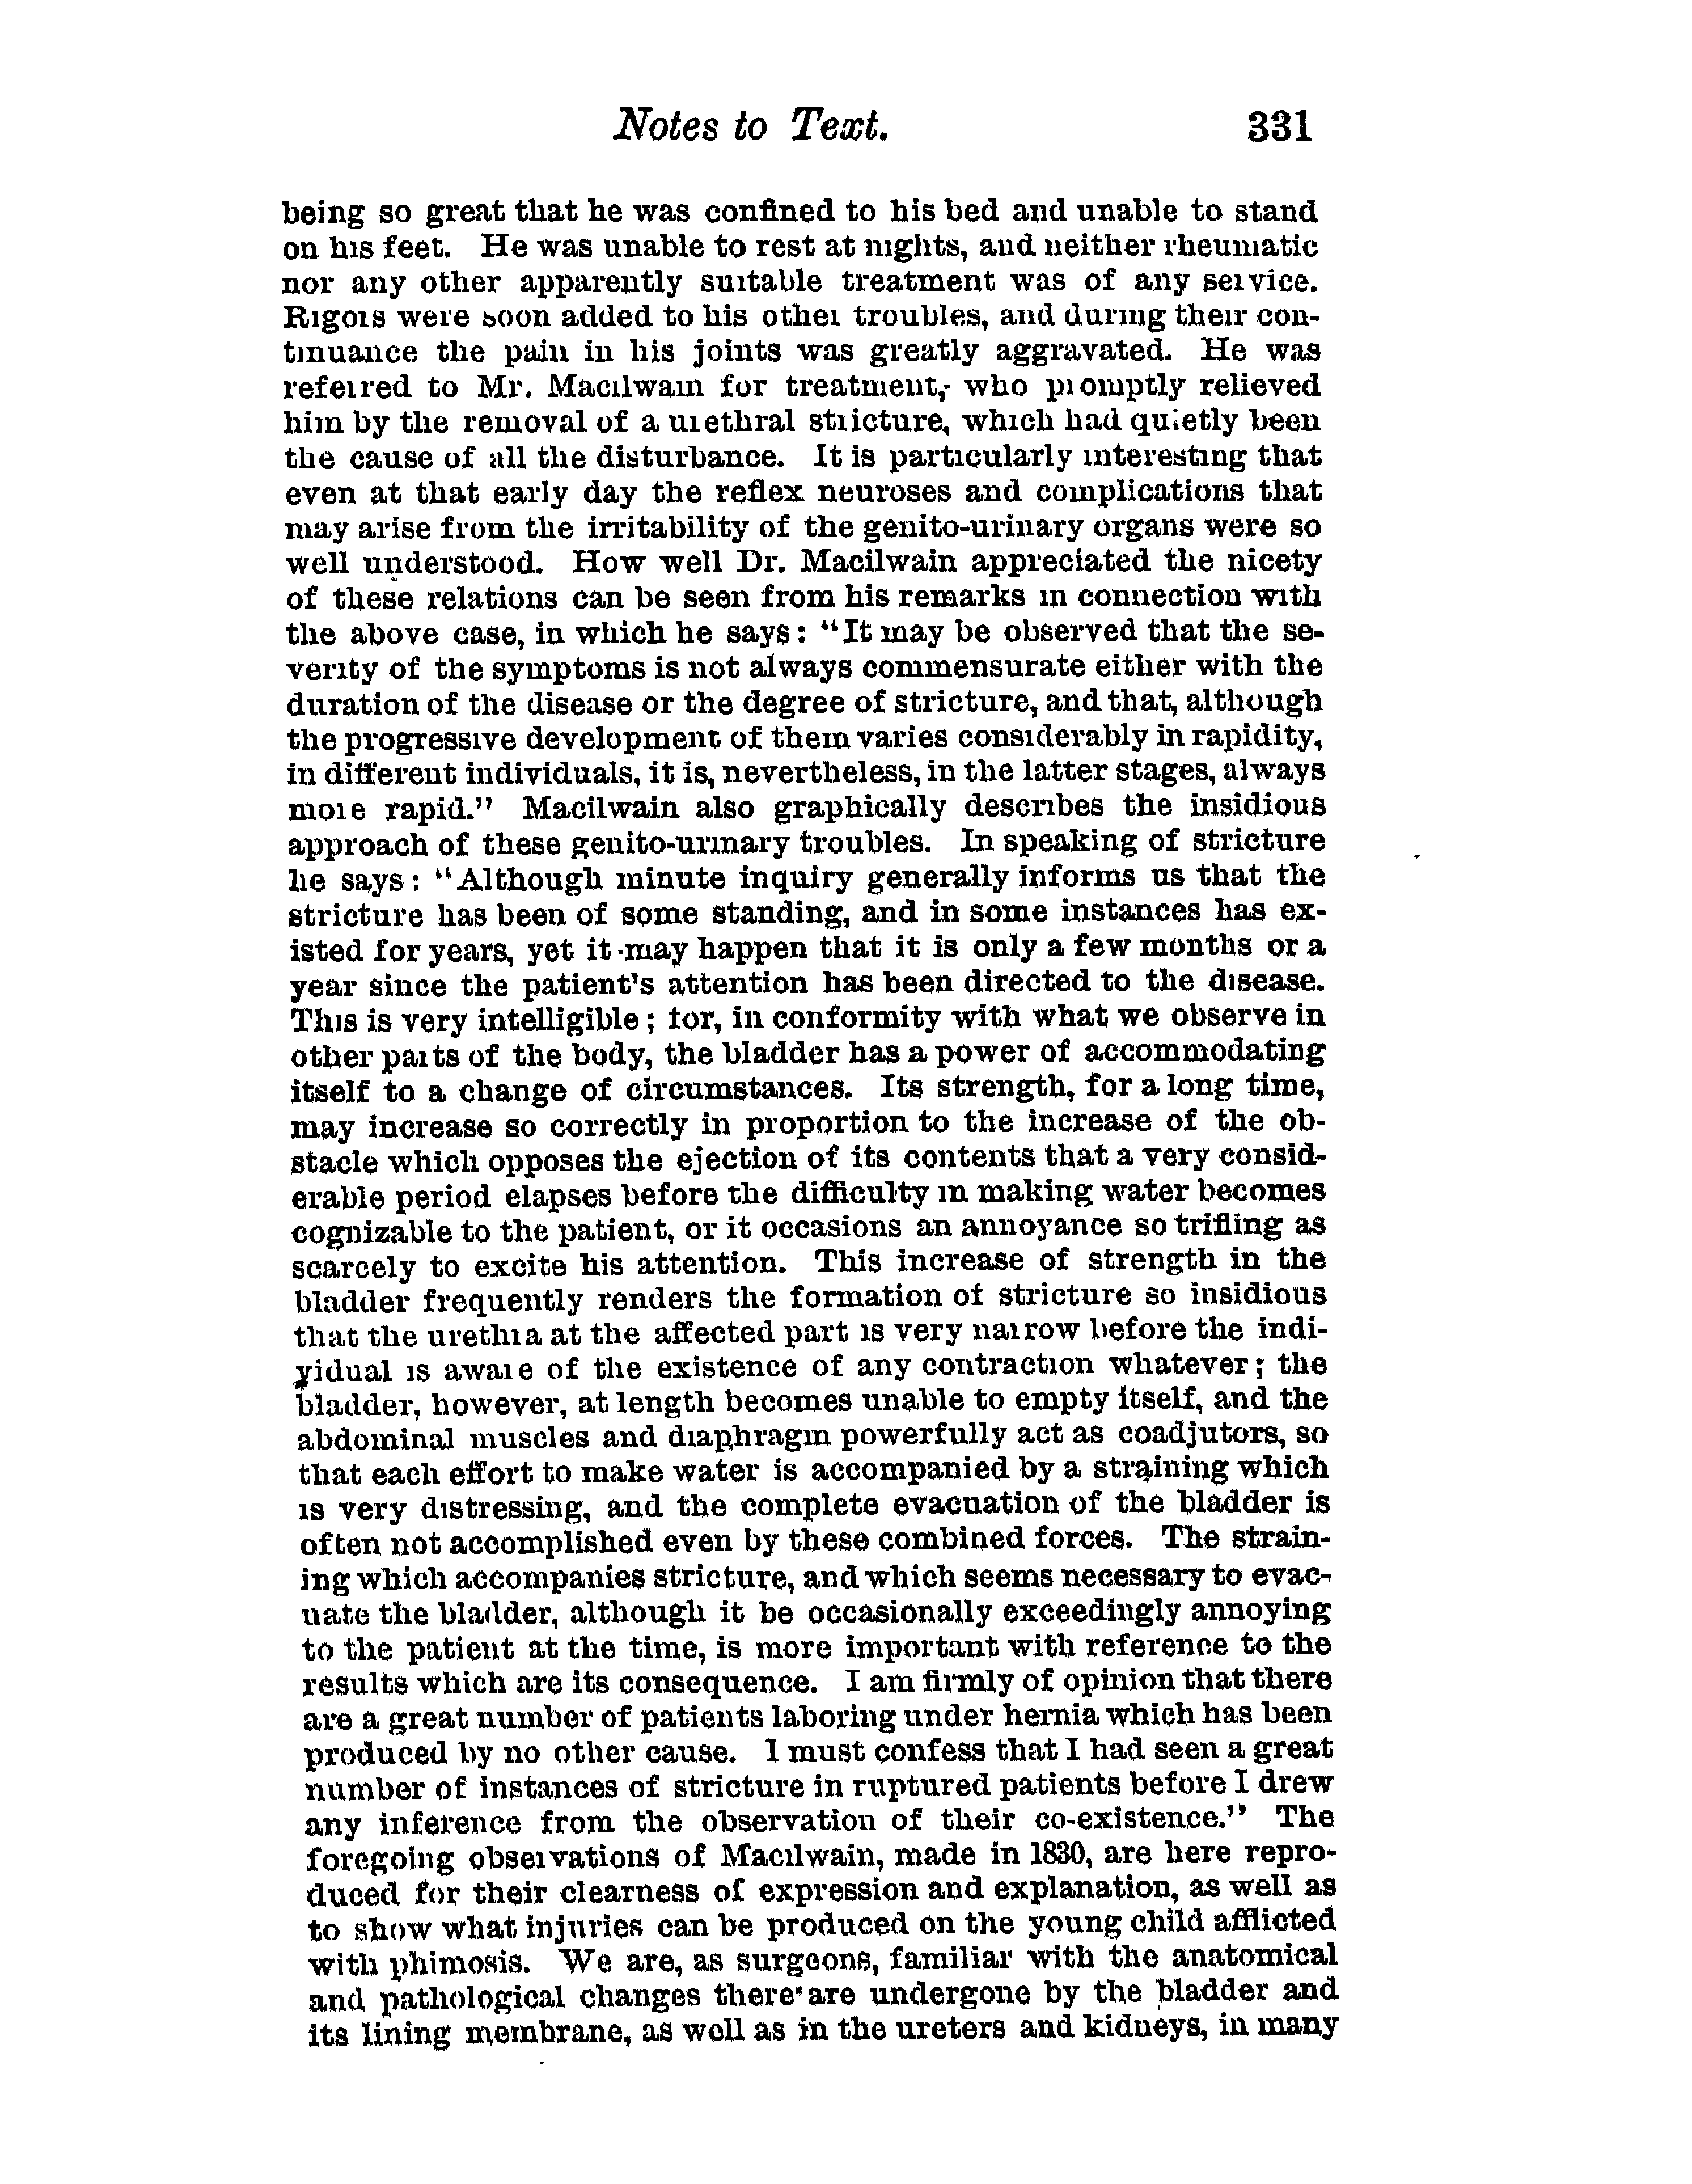 Notes to Text. 331
being so great that he was confined to his bed and unable to stand
on his feet. He was unable to rest at nights, and neither rheumatic
nor any other apparently suitable treatment was of any service.
Rigors were soon added to his other troubles, and during their con-
tinuance the pain in his joints was greatly aggravated. He was
referred to Mr. Macilwain for treatment, who promptly relieved
him by the removal of a urethral stricture, which had quietly been
the cause of all the disturbance. It is particularly interesting that
even at that early day the reflex neuroses and complications that
may arise from the irritability of the genito-urinary organs were so
well understood. How well Dr. Macilwain appreciated the nicety
of these relations can be seen from his remarks in connection with
the above case, in which he says: "It may be observed that the se-
verity of the symptoms is not always commensurate either with the
duration of the disease or the degree of stricture, and that, although
the progressive development of them varies considerably in rapidity,
in different individuals, it is, nevertheless, in the latter stages, always
more rapid." Macilwain also graphically describes the insidious
approach of these genito-urinary troubles. In speaking of stricture
he says: "Although minute inquiry generally informs us that the
stricture has been of some standing, and in some instances has ex-
isted for years, yet it may happen that it is only a few months or a
year since the patient's attention has been directed to the disease.
This is very intelligible; for, in conformity with what we observe in
other parts of the body, the bladder has a power of accommodating
itself to a change of circumstances. Its strength, for a long time,
may increase so correctly in proportion to the increase of the ob-
stacle which opposes the ejection of its contents that a very consid-
erable period elapses before the difficulty in making water becomes
cognizable to the patient, or it occasions an annoyance so trifling as
scarcely to excite his attention. This increase of strength in the
bladder frequently renders the formation of stricture so insidious
that the urethra at the affected part is very narrow before the indi-
vidual is aware of the existence of any contraction whatever; the
bladder, however, at length becomes unable to empty itself, and the
abdominal muscles and diaphragm powerfully act as coadjutors, so
that each effort to make water is accompanied by a straining which
is very distressing, and the complete evacuation of the bladder is
often not accomplished even by these combined forces. The strain-
ing which accompanies stricture, and which seems necessary to evac-
uate the bladder, although it be occasionally exceedingly annoying
to the patient at the time, is more important with reference to the
results which are its consequence. I am firmly of opinion that there
are a great number of patients laboring under hernia which has been
produced by no other cause. I must confess that I had seen a great
number of instances of stricture in ruptured patients before I drew
any inference from the observation of their co-existence." The
foregoing observations of Macilwain, made in 1830, are here repro-
duced for their clearness of expression and explanation, as well as
to show what injuries can be produced on the young child afflicted
with phimosis. We are, as surgeons, familiar with the anatomical
and pathological changes there are undergone by the bladder and
its lining membrane, as well as in the ureters and kidneys, in many